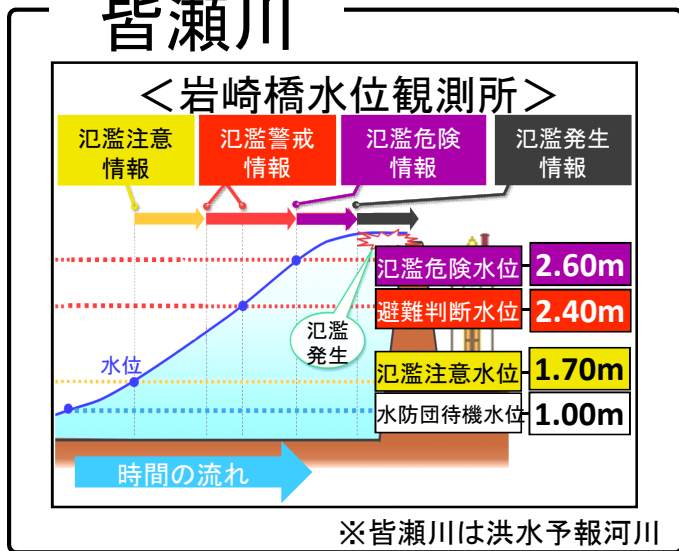 皆瀬川
＜岩崎橋水位観測所＞
氾濫注意
情報
氾濫警戒
情報
氾濫危険
情報
氾濫発生
情報
氾濫危険水位
2.60m
避難判断水位
2.40m
氾濫
発生
水位
氾濫注意水位
1.70m
水防団待機水位
1.00m
時間の流れ
※皆瀬川は洪水予報河川